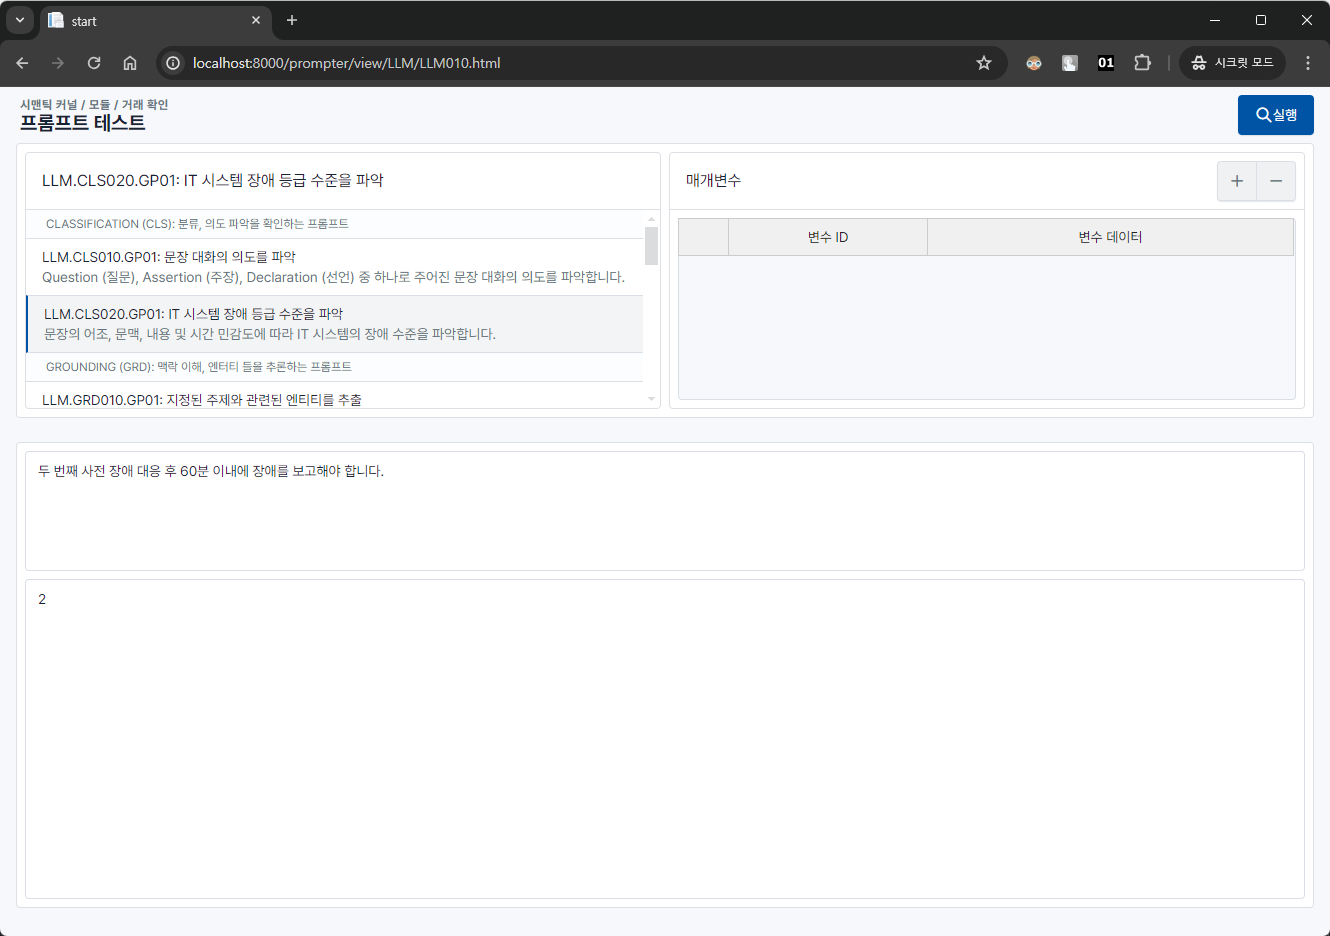 start
localhost:8000/prompter/view/LLM/LLM010.html
01
시크릿 모드
시맨틱 커널 / 모듈 / 거래 확인
프롬프트 테스트
실행
LLM.CLS020.GP01: IT 시스템 장애 등급 수준을 파악
CLASSIFICATION (CLS): 분류, 의도 파악을 확인하는 프롬프트
LLM.CLS010.GP01: 문장 대화의 의도를 파악
Question (질문), Assertion (주장), Declaration (선언) 중 하나로 주어진 문장 대화의 의도를 파악합니다.
LLM.CLS020.GP01: IT 시스템 장애 등급 수준을 파악
문장의 어조, 문맥, 내용 및 시간 민감도에 따라 IT 시스템의 장애 수준을 파악합니다.
GROUNDING (GRD): 맥락 이해, 엔터티 들을 추론하는 프롬프트
LLM.GRD010.GP01: 지정된 주제와 관련된 엔티티를 추출
매개변수
변수 ID
변수 데이터
두 번째 사전 장애 대응 후 60분 이내에 장애를 보고해야 합니다.
2